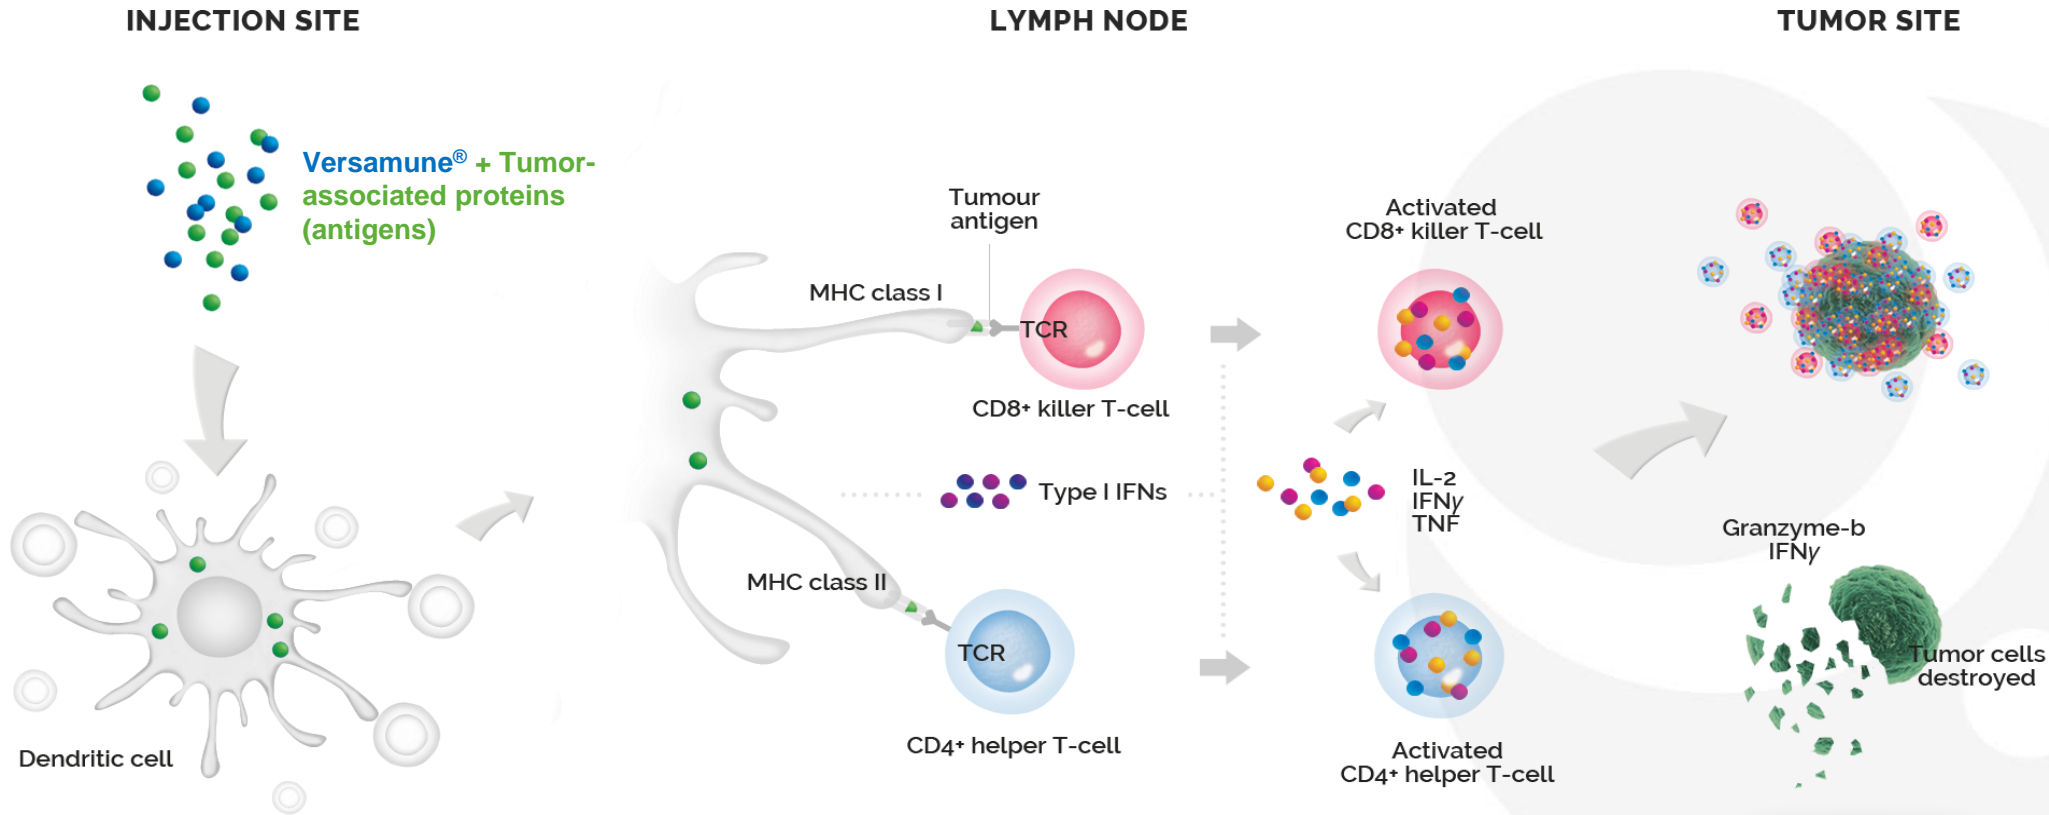 INJECTION SITE
LYMPH NODE
TUMOR SITE
Versamune® + Tumor-
associated proteins
(antigens)
Dendritic cell
Tumour
antigen
MHC class I
TCR
CD8+ killer T-cell
Type I IFNs
MHC class II
TCR
CD4+ helper T-cell
Activated
CD8+ killer T-cell
IL-2
IFNγ
TNF
Activated
CD4+ helper T-cell
Granzyme-b
IFNγ
Tumor cells
destroyed